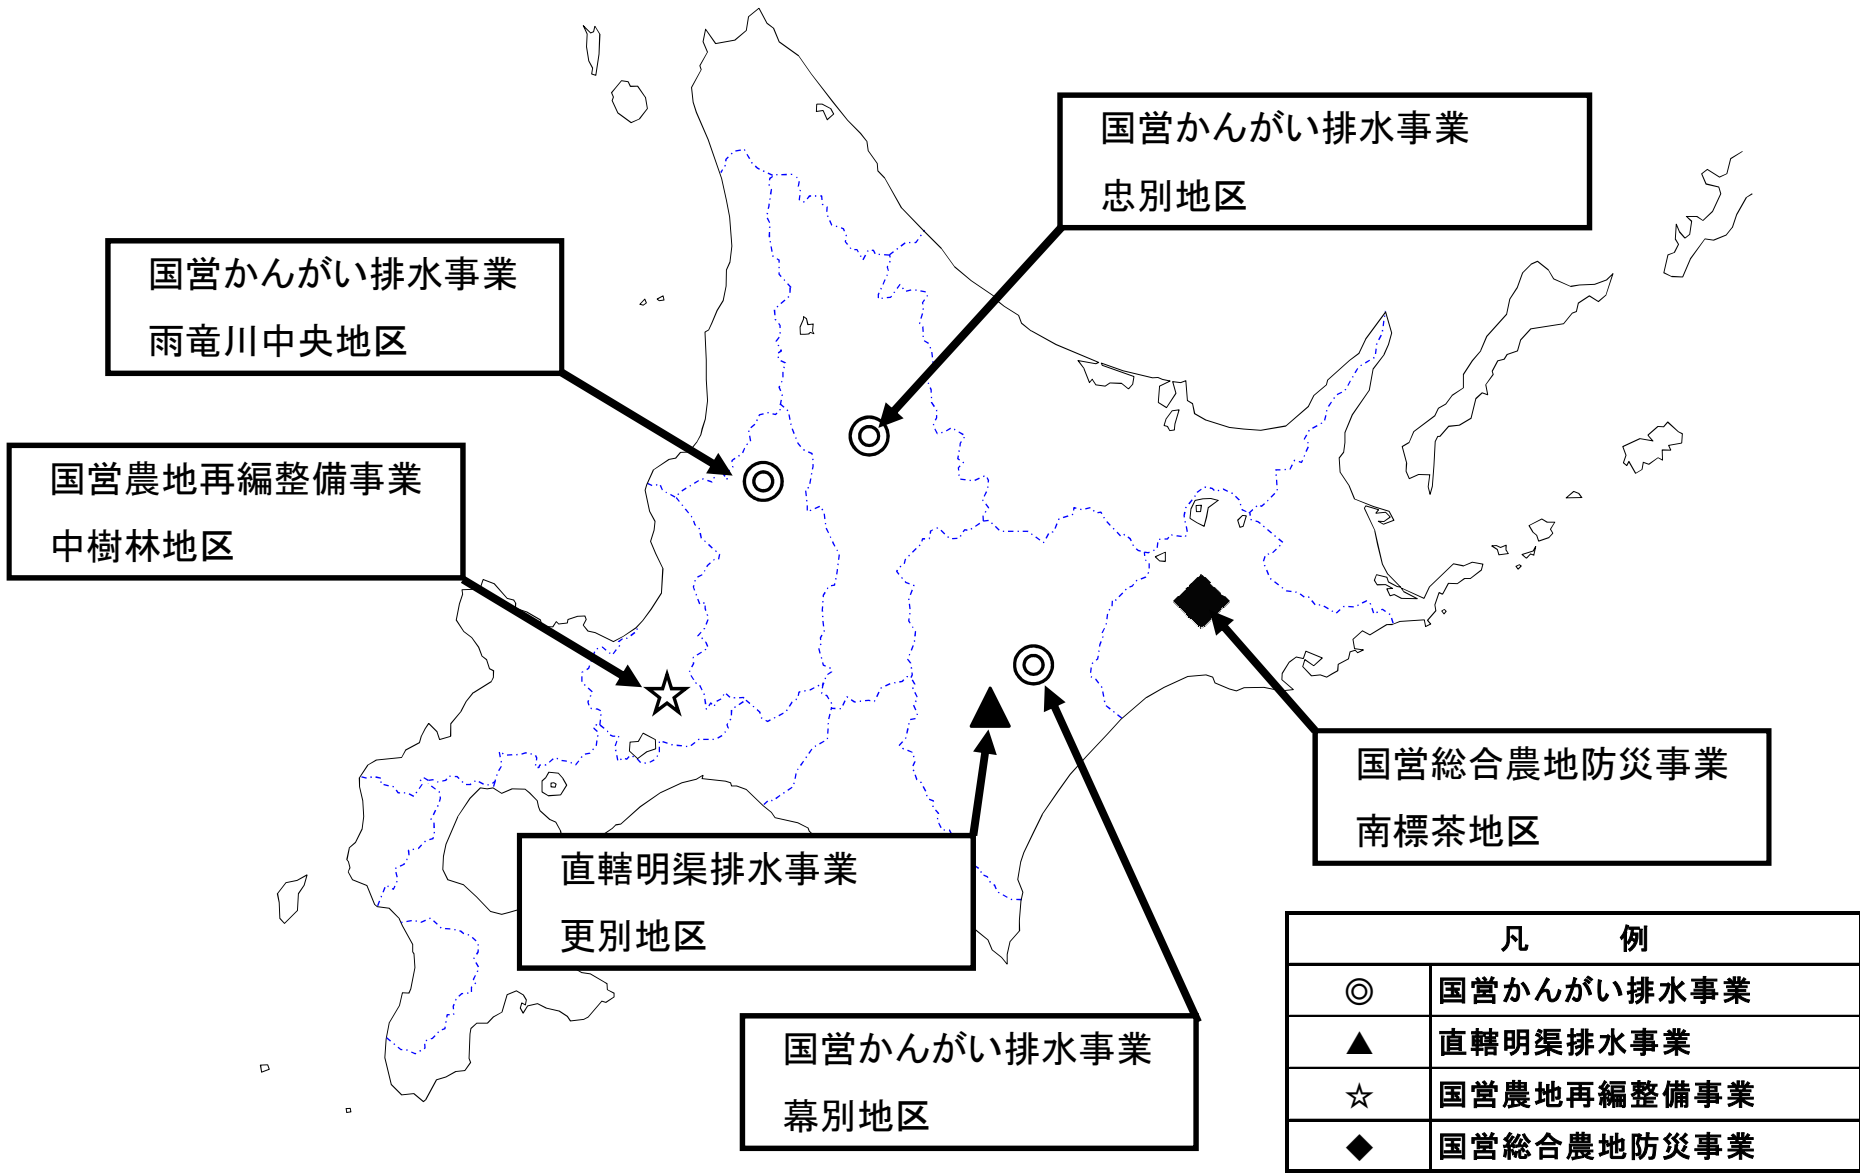 国営かんがい排水事業
忠別地区
国営かんがい排水事業
雨竜川中央地区
国営農地再編整備事業
中樹林地区
国営総合農地防災事業
南標茶地区
直轄明渠排水事業
更別地区
国営かんがい排水事業
幕別地区
凡 例
◎ 国営かんがい排水事業
▲ 直轄明渠排水事業
☆ 国営農地再編整備事業
◆ 国営総合農地防災事業